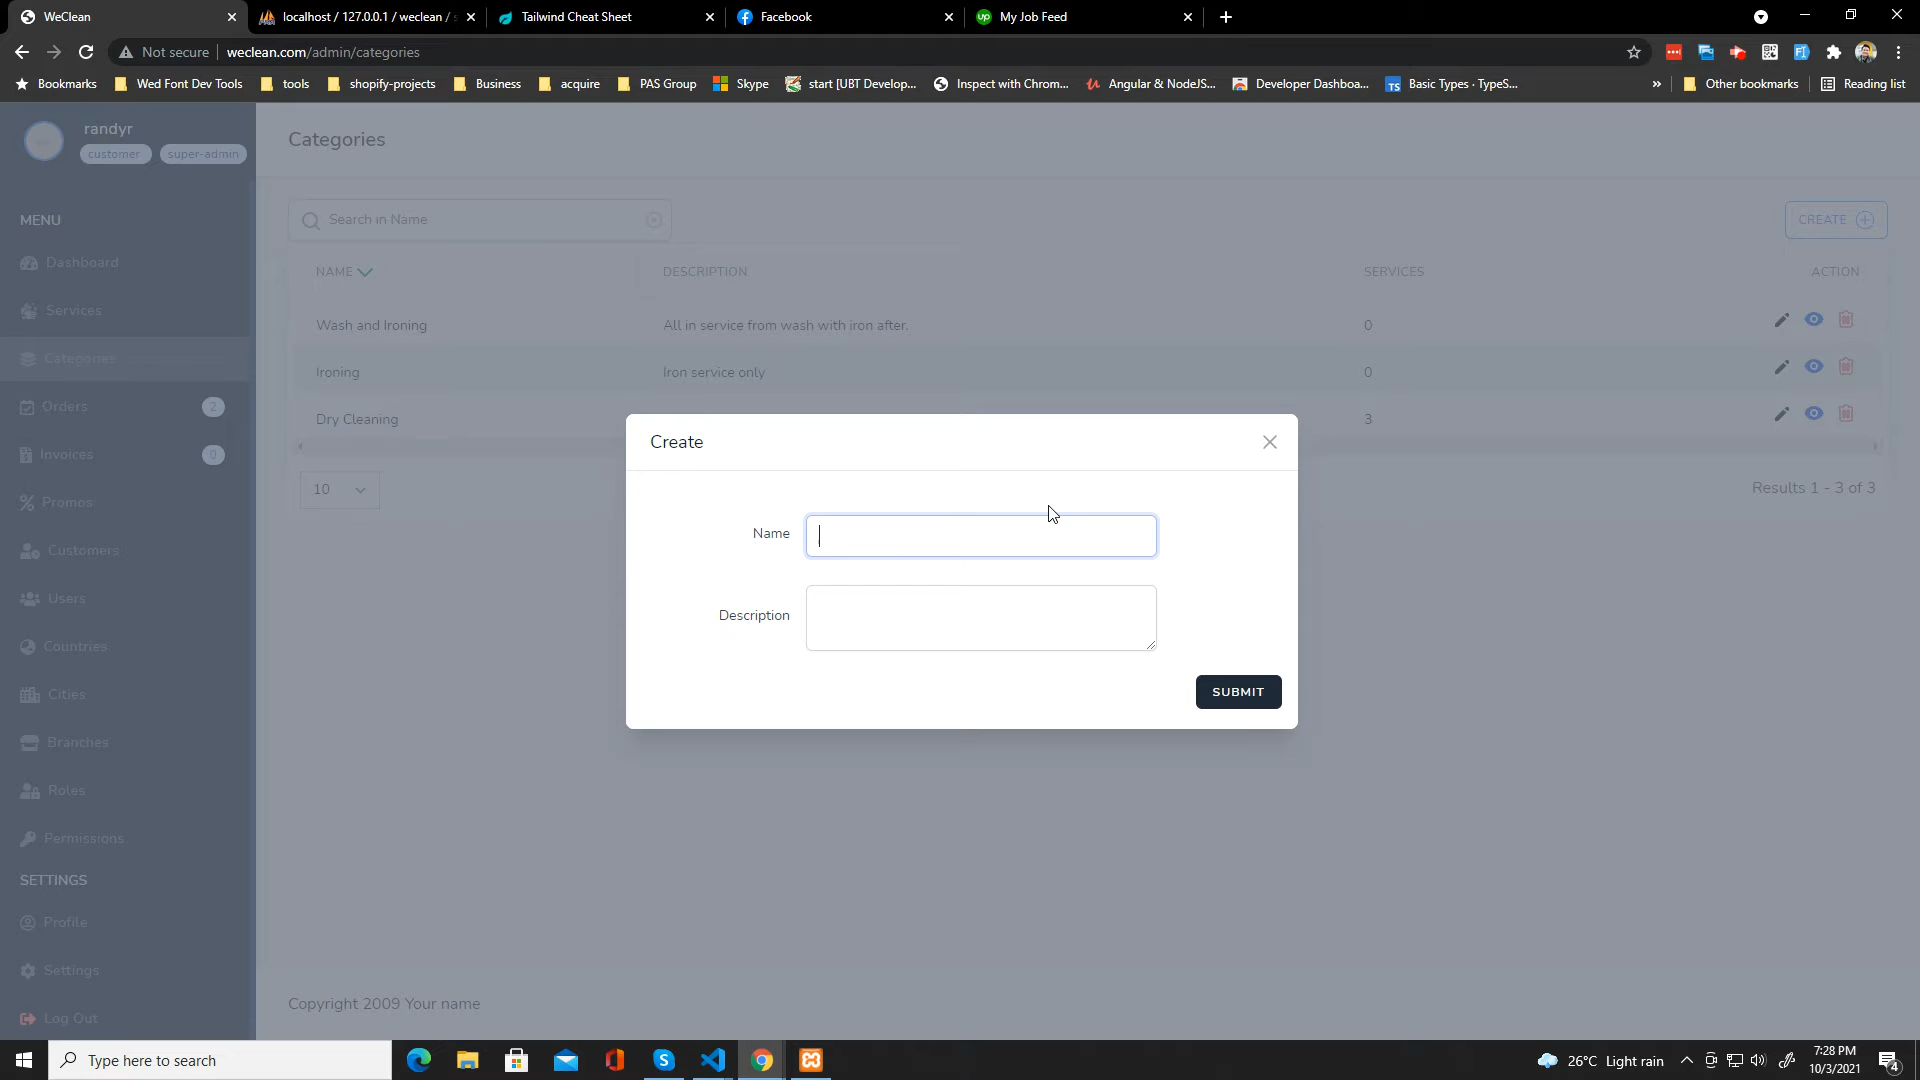 WeClean
localhost / 127.0.0.1 / weclean / s
Tailwind Cheat Sheet
Facebook
My Job Feed
Not secure
weclean.com/admin/categories
Bookmarks
Wed Font Dev Tools
tools
shopify-projects
Business
acquire
PAS Group
Skype
start [UBT Develop...
Inspect with Chrom...
Angular & NodeJS...
Developer Dashboa...
Basic Types · TypeS...
»
Other bookmarks
Reading list
randyr
customer
super-admin
MENU
Dashboard
Services
Categories
Orders 2
Invoices 0
Promos
Customers
Users
Countries
Cities
Branches
Roles
Permissions
SETTINGS
Profile
Settings
Log Out
Categories
Search in Name
CREATE
NAME DESCRIPTION SERVICES ACTION
Wash and Ironing All in service from wash with iron after. 0
Ironing Iron service only 0
Dry Cleaning 3
10
Results 1 - 3 of 3
Create
Name
Description
SUBMIT
Copyright 2009 Your name
Type here to search
26°C Light rain
7:28 PM
10/3/2021
4